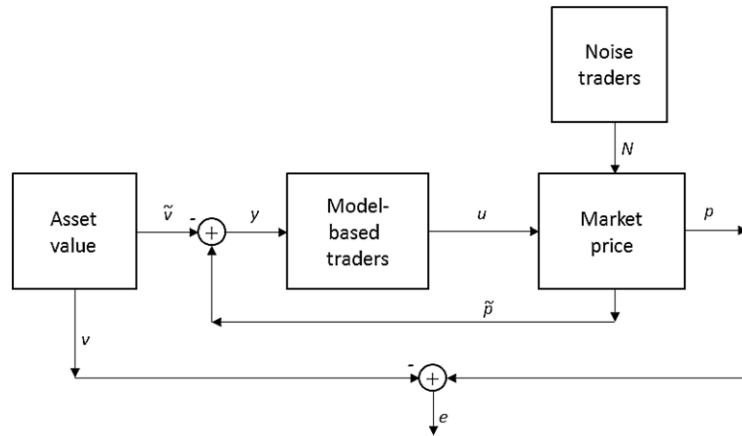 Noise
traders
N
Asset
value
ṽ
-
+
y
Model-
based
traders
u
Market
price
p
p̃
v
-
+
e